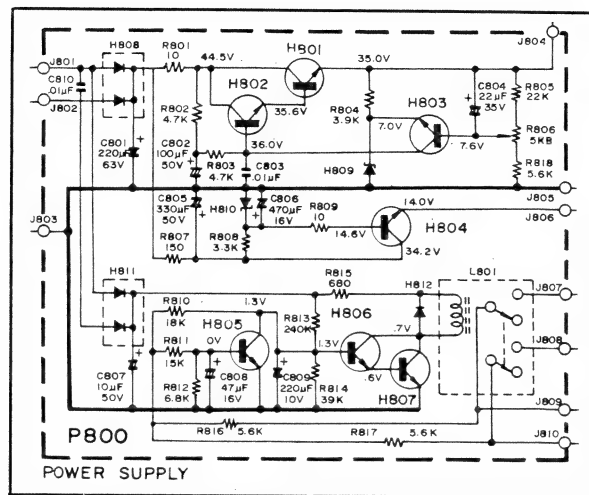 H808
R801
10
44.5V
H801
35.0V
J804
J801
C810
.01µF
J802
H802
35.6V
R802
4.7K
R804
3.9K
H803
7.0V
C804
22µF
35V
R805
22K
7.6V
R806
5KB
C801
220µF
63V
C802
100µF
50V
36.0V
R803
4.7K
C803
.01µF
H809
R818
5.6K
J803
C805
330µF
50V
H810
C806
470µF
16V
R809
10
14.0V
14.6V
H804
J805
J806
R807
150
R808
3.3K
34.2V
H811
R810
18K
1.3V
R815
680
H812
L801
J807
H805
R813
240K
H806
.7V
R811
15K
0V
1.3V
.6V
J808
C807
10µF
50V
R812
6.8K
C808
47µF
16V
C809
220µF
10V
R814
39K
H807
J809
P800
R816
5.6K
R817
5.6K
J810
POWER SUPPLY